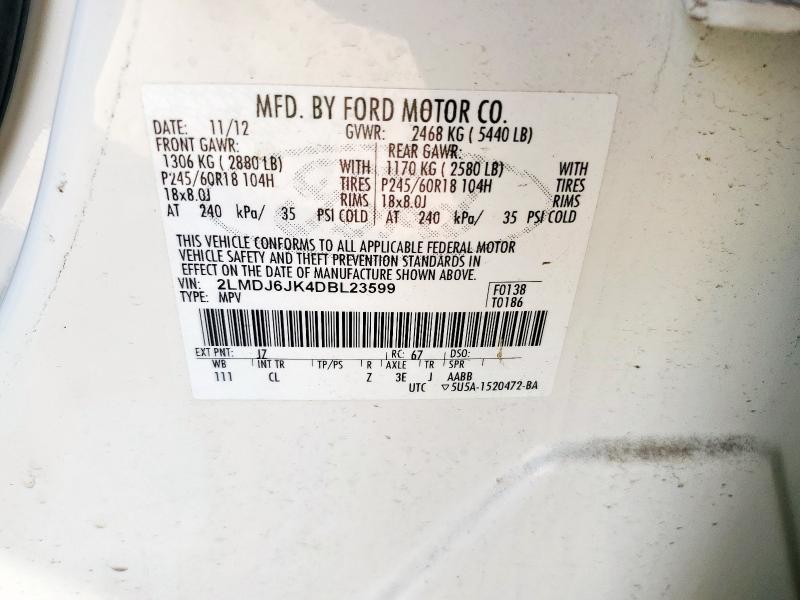 MFD. BY FORD MOTOR CO.
DATE: 11/12 GVWR: 2468 KG ( 5440 LB)
FRONT GAWR: REAR GAWR:
1306 KG ( 2880 LB) WITH 1170 KG ( 2580 LB) WITH
P245/60R18 104H TIRES P245/60R18 104H TIRES
18x8.0J RIMS 18x8.0J RIMS
AT 240 kPa/ 35 PSI COLD AT 240 kPa/ 35 PSI COLD
THIS VEHICLE CONFORMS TO ALL APPLICABLE FEDERAL MOTOR
VEHICLE SAFETY AND THEFT PREVENTION STANDARDS IN
EFFECT ON THE DATE OF MANUFACTURE SHOWN ABOVE.
VIN: 2LMDJ6JK4DBL23599 F0138
TYPE: MPV T0186
EXT PNT: JZ RC: 67 DSO:
WB INT TR TP/PS R AXLE TR SPR
111 CL Z 3E J AABB
UTC ▽5U5A-1520472-BA